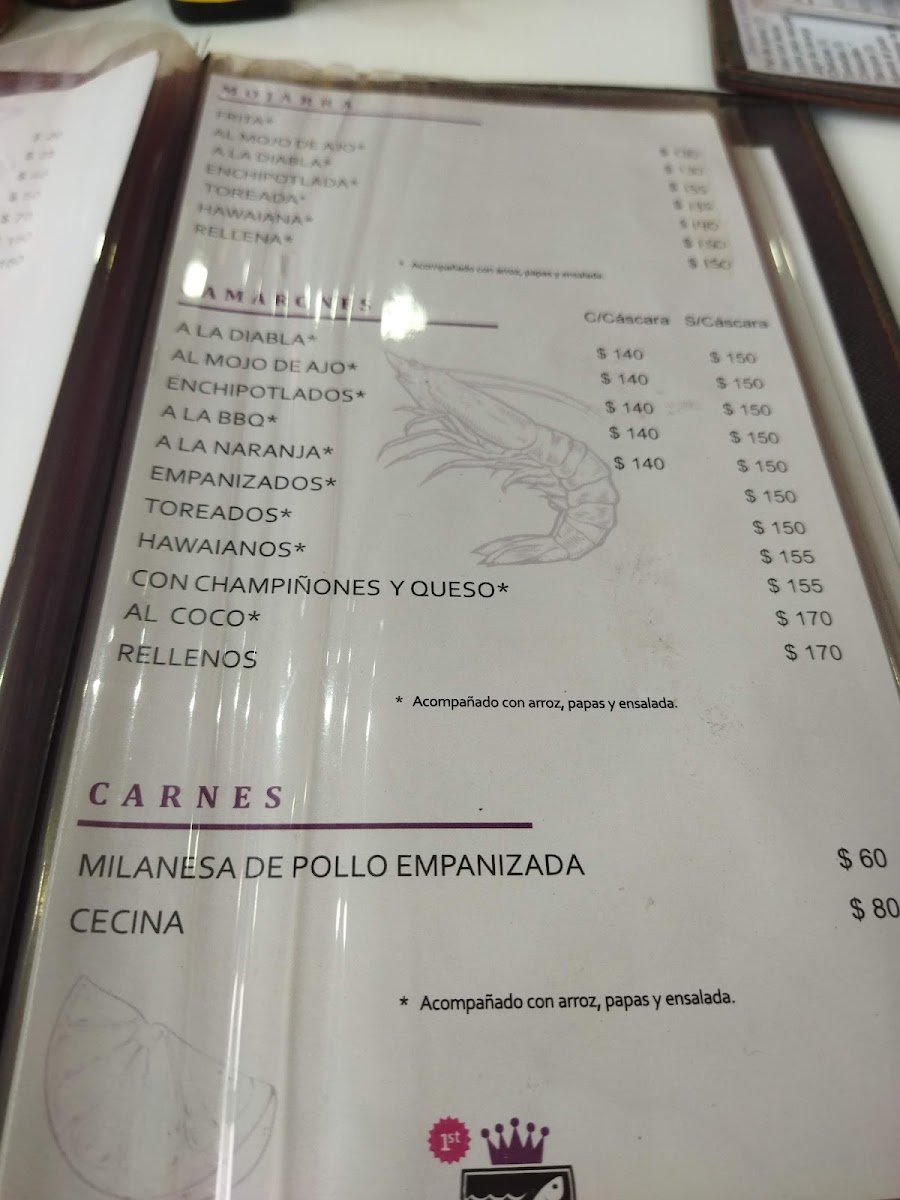 MOJARRA
FRITA*
AL MOJO DE AJO*
A LA DIABLA*
ENCHIPOTLADA*
TOREADA*
HAWAIANA* $ 150
RELLENA* $ 150
* Acompañado con arroz, papas y ensalada.
CAMARONES C/Cáscara S/Cáscara
A LA DIABLA* $ 140 $ 150
AL MOJO DE AJO* $ 140 $ 150
ENCHIPOTLADOS* $ 140 $ 150
A LA BBQ* $ 140 $ 150
A LA NARANJA* $ 140 $ 150
EMPANIZADOS* $ 150
TOREADOS* $ 150
HAWAIANOS* $ 155
CON CHAMPIÑONES Y QUESO* $ 155
AL COCO* $ 170
RELLENOS $ 170
* Acompañado con arroz, papas y ensalada.
CARNES
MILANESA DE POLLO EMPANIZADA $ 60
CECINA $ 80
* Acompañado con arroz, papas y ensalada.
1st